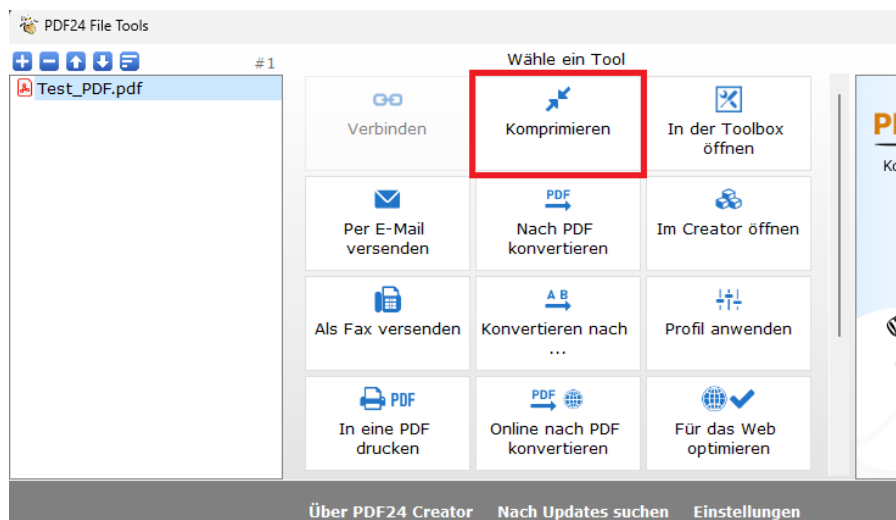 PDF24 File Tools
#1
Wähle ein Tool
Test_PDF.pdf
Verbinden
Komprimieren
In der Toolbox
öffnen
Per E-Mail
versenden
PDF
Nach PDF
konvertieren
Im Creator öffnen
Als Fax versenden
A B
Konvertieren nach
...
Profil anwenden
PDF
In eine PDF
drucken
PDF
Online nach PDF
konvertieren
Für das Web
optimieren
Über PDF24 Creator
Nach Updates suchen
Einstellungen